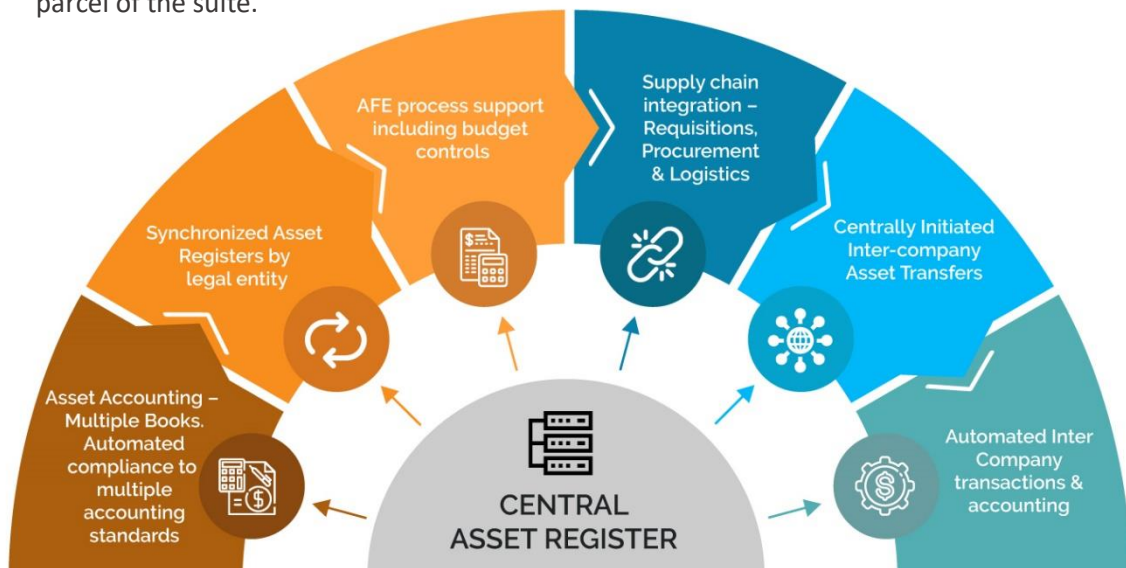 parcel of the suite.
Asset Accounting –
Multiple Books.
Automated
compliance to
multiple
accounting
standards
Synchronized Asset
Registers by
legal entity
AFE process support
including budget
controls
Supply chain
integration –
Requisitions,
Procurement
& Logistics
Centrally Initiated
Inter-company
Asset Transfers
Automated Inter
Company
transactions &
accounting
CENTRAL
ASSET REGISTER